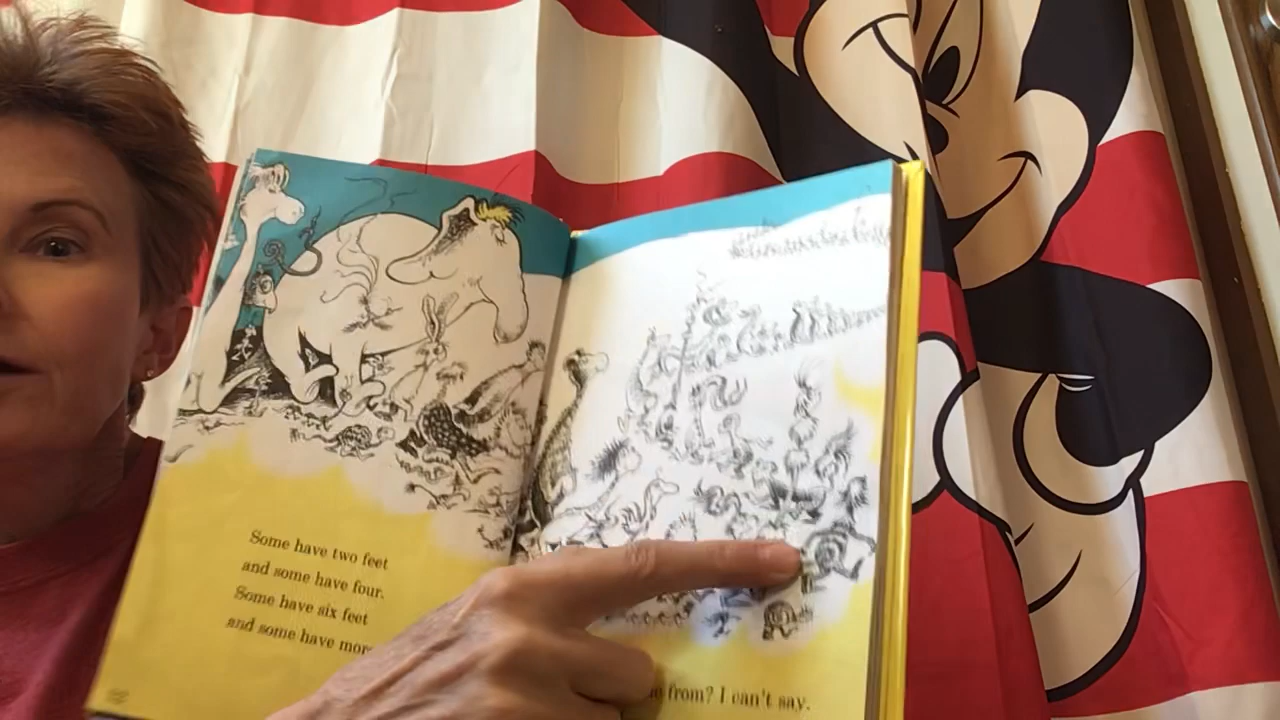 Some have two feet
and some have four.
Some have six feet
and some have more
from? I can't say.